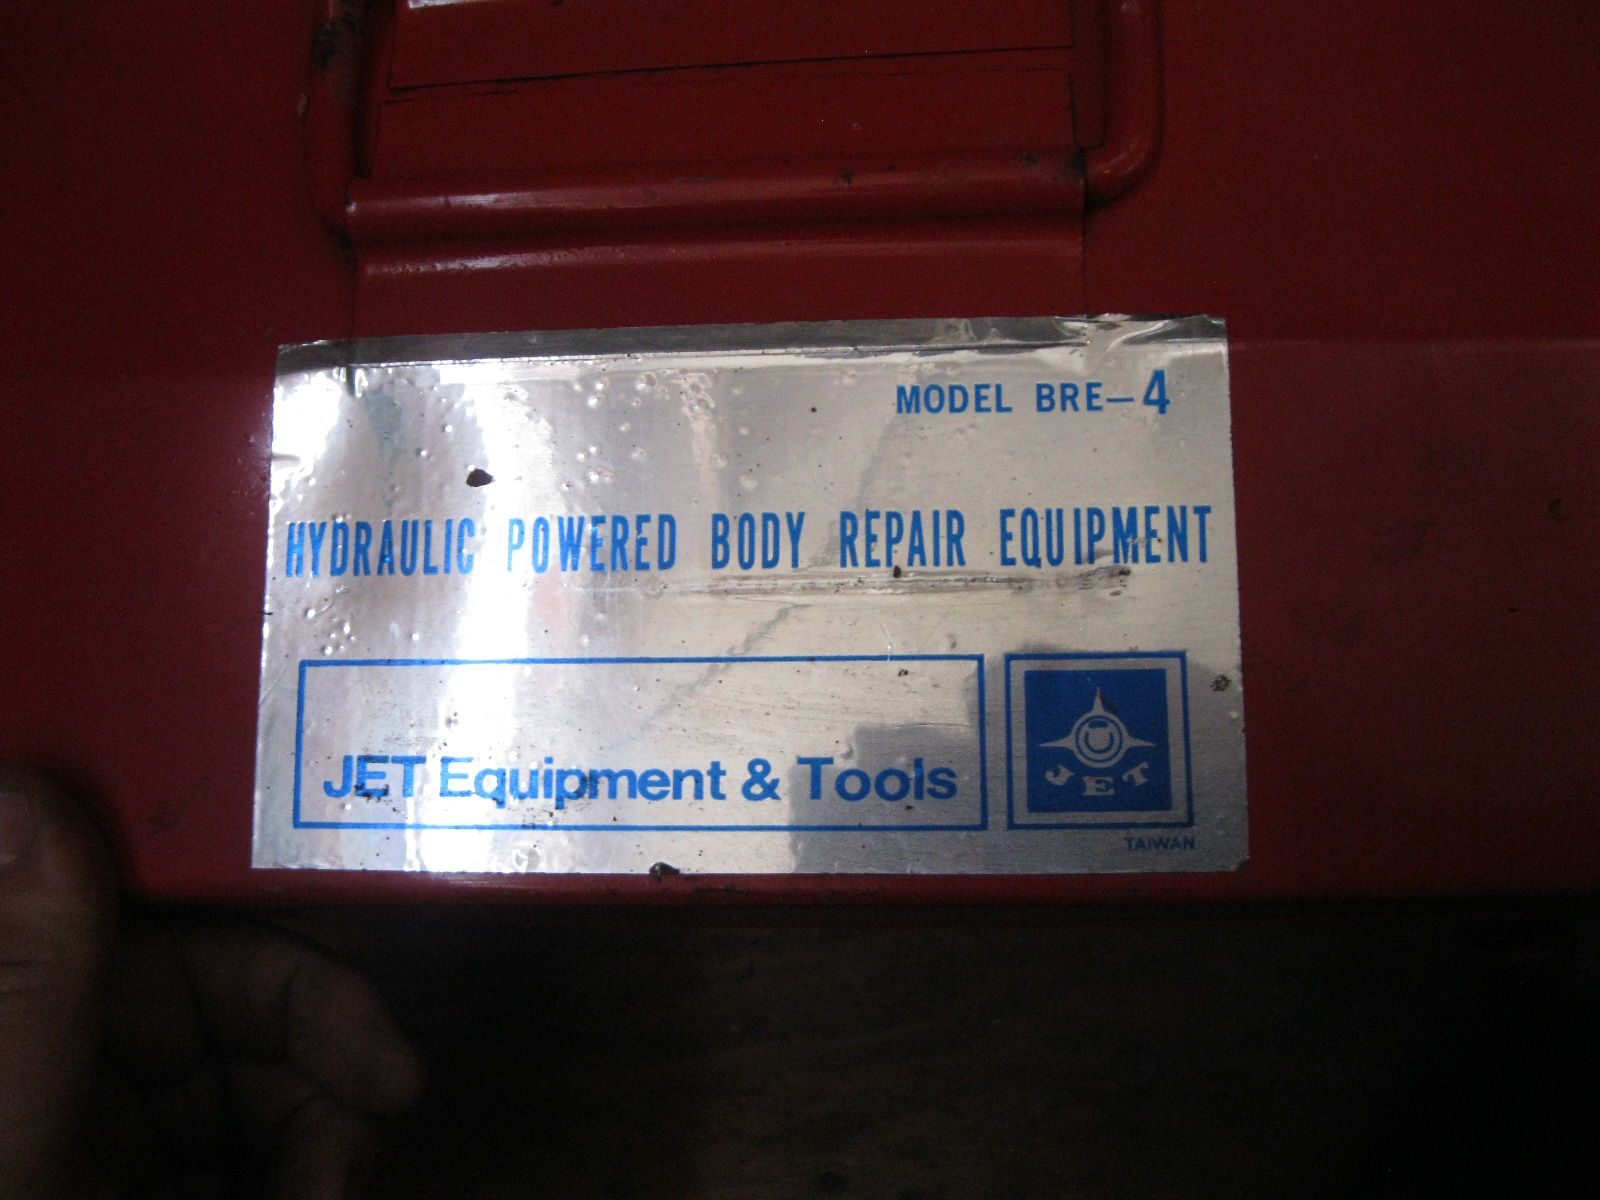 MODEL BRE—4
HYDRAULIC POWERED BODY REPAIR EQUIPMENT
JET Equipment & Tools
JET
TAIWAN